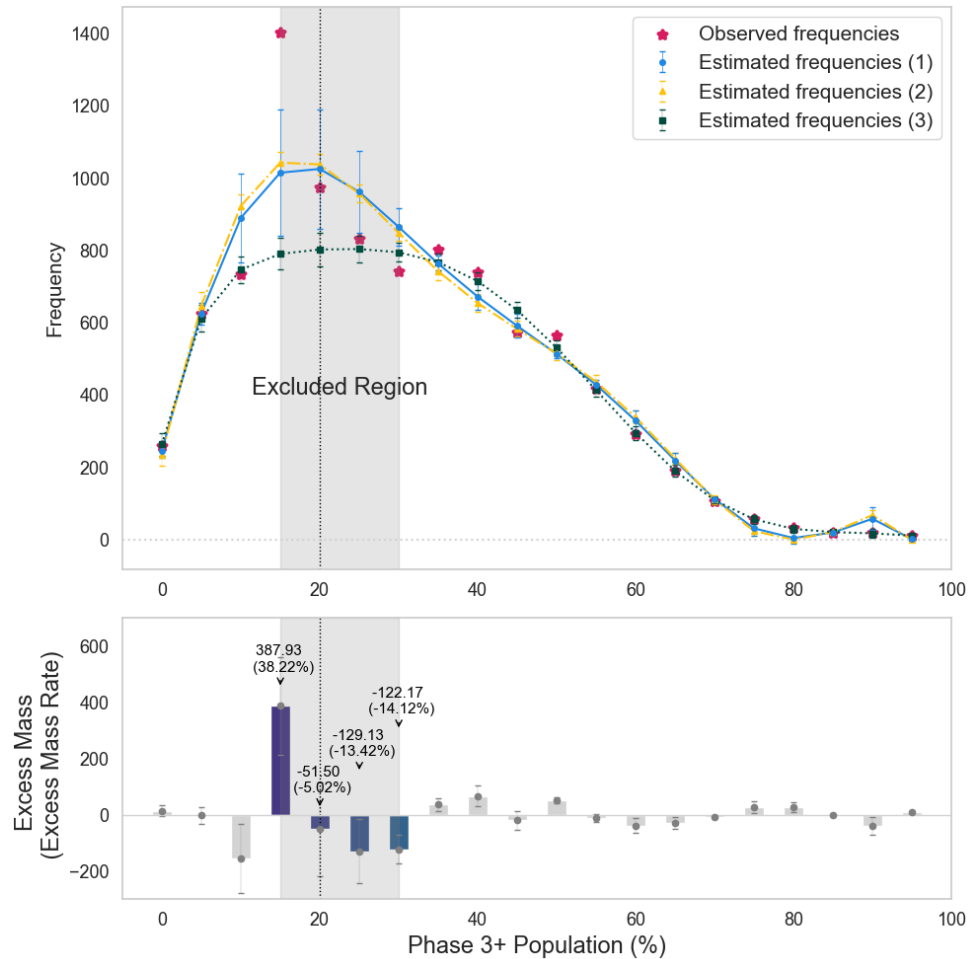 1400
1200
1000
800
600
400
200
0
Frequency
Observed frequencies
Estimated frequencies (1)
Estimated frequencies (2)
Estimated frequencies (3)
Excluded Region
0 20 40 60 80 100
600
400
200
0
−200
Excess Mass
(Excess Mass Rate)
387.93
(38.22%)
-51.50
(-5.02%)
-129.13
(-13.42%)
-122.17
(-14.12%)
0 20 40 60 80 100
Phase 3+ Population (%)